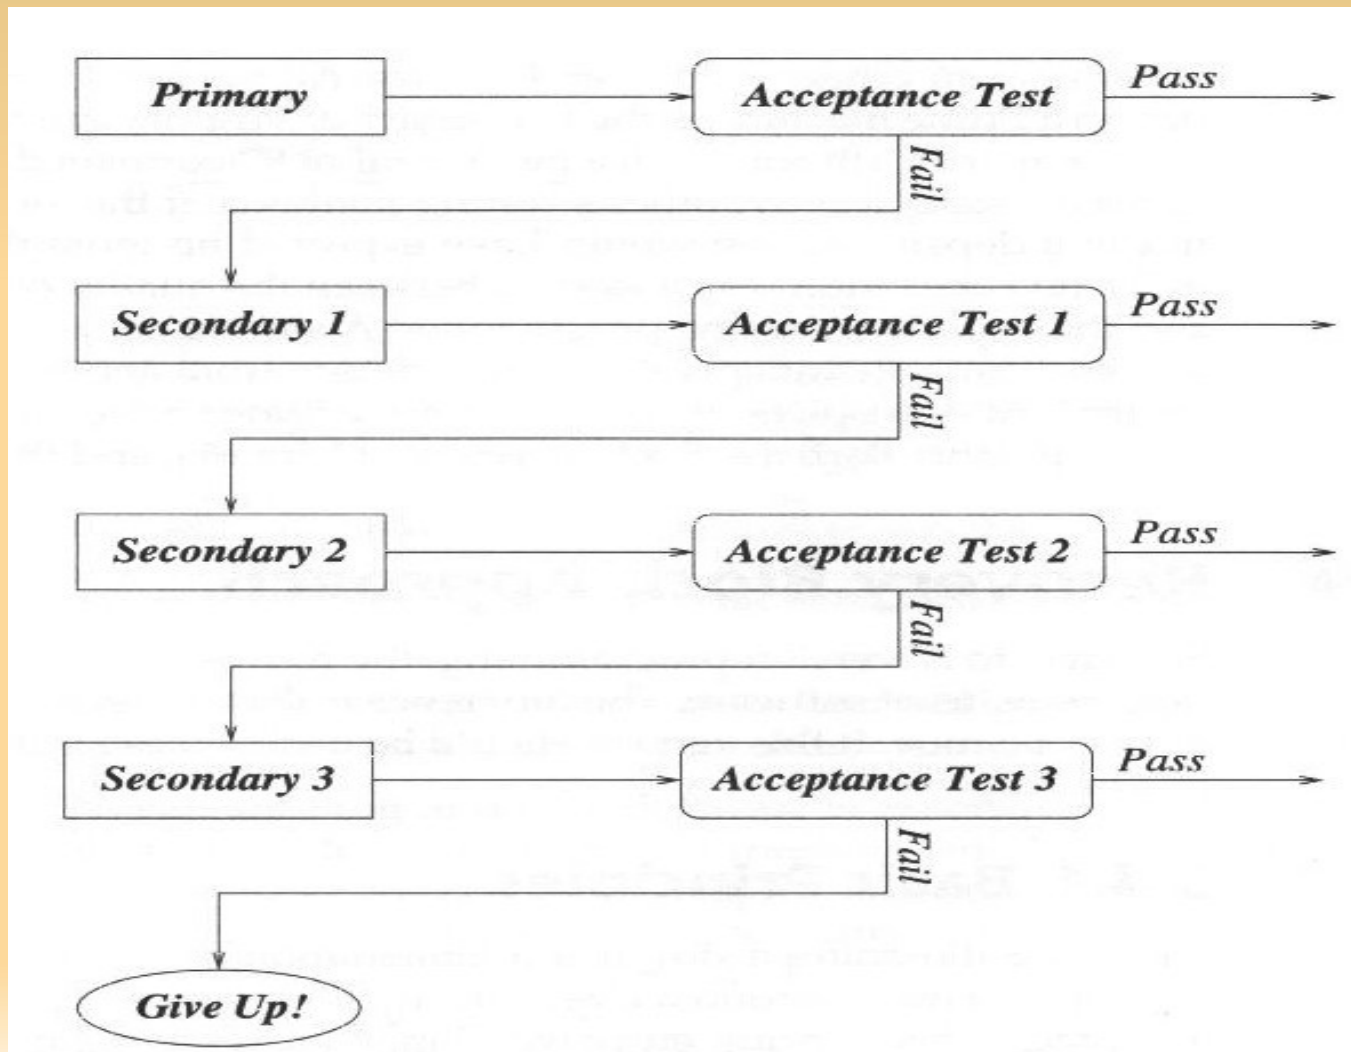 Primary
Acceptance Test
Pass
Fail
Secondary 1
Acceptance Test 1
Pass
Fail
Secondary 2
Acceptance Test 2
Pass
Fail
Secondary 3
Acceptance Test 3
Pass
Fail
Give Up!